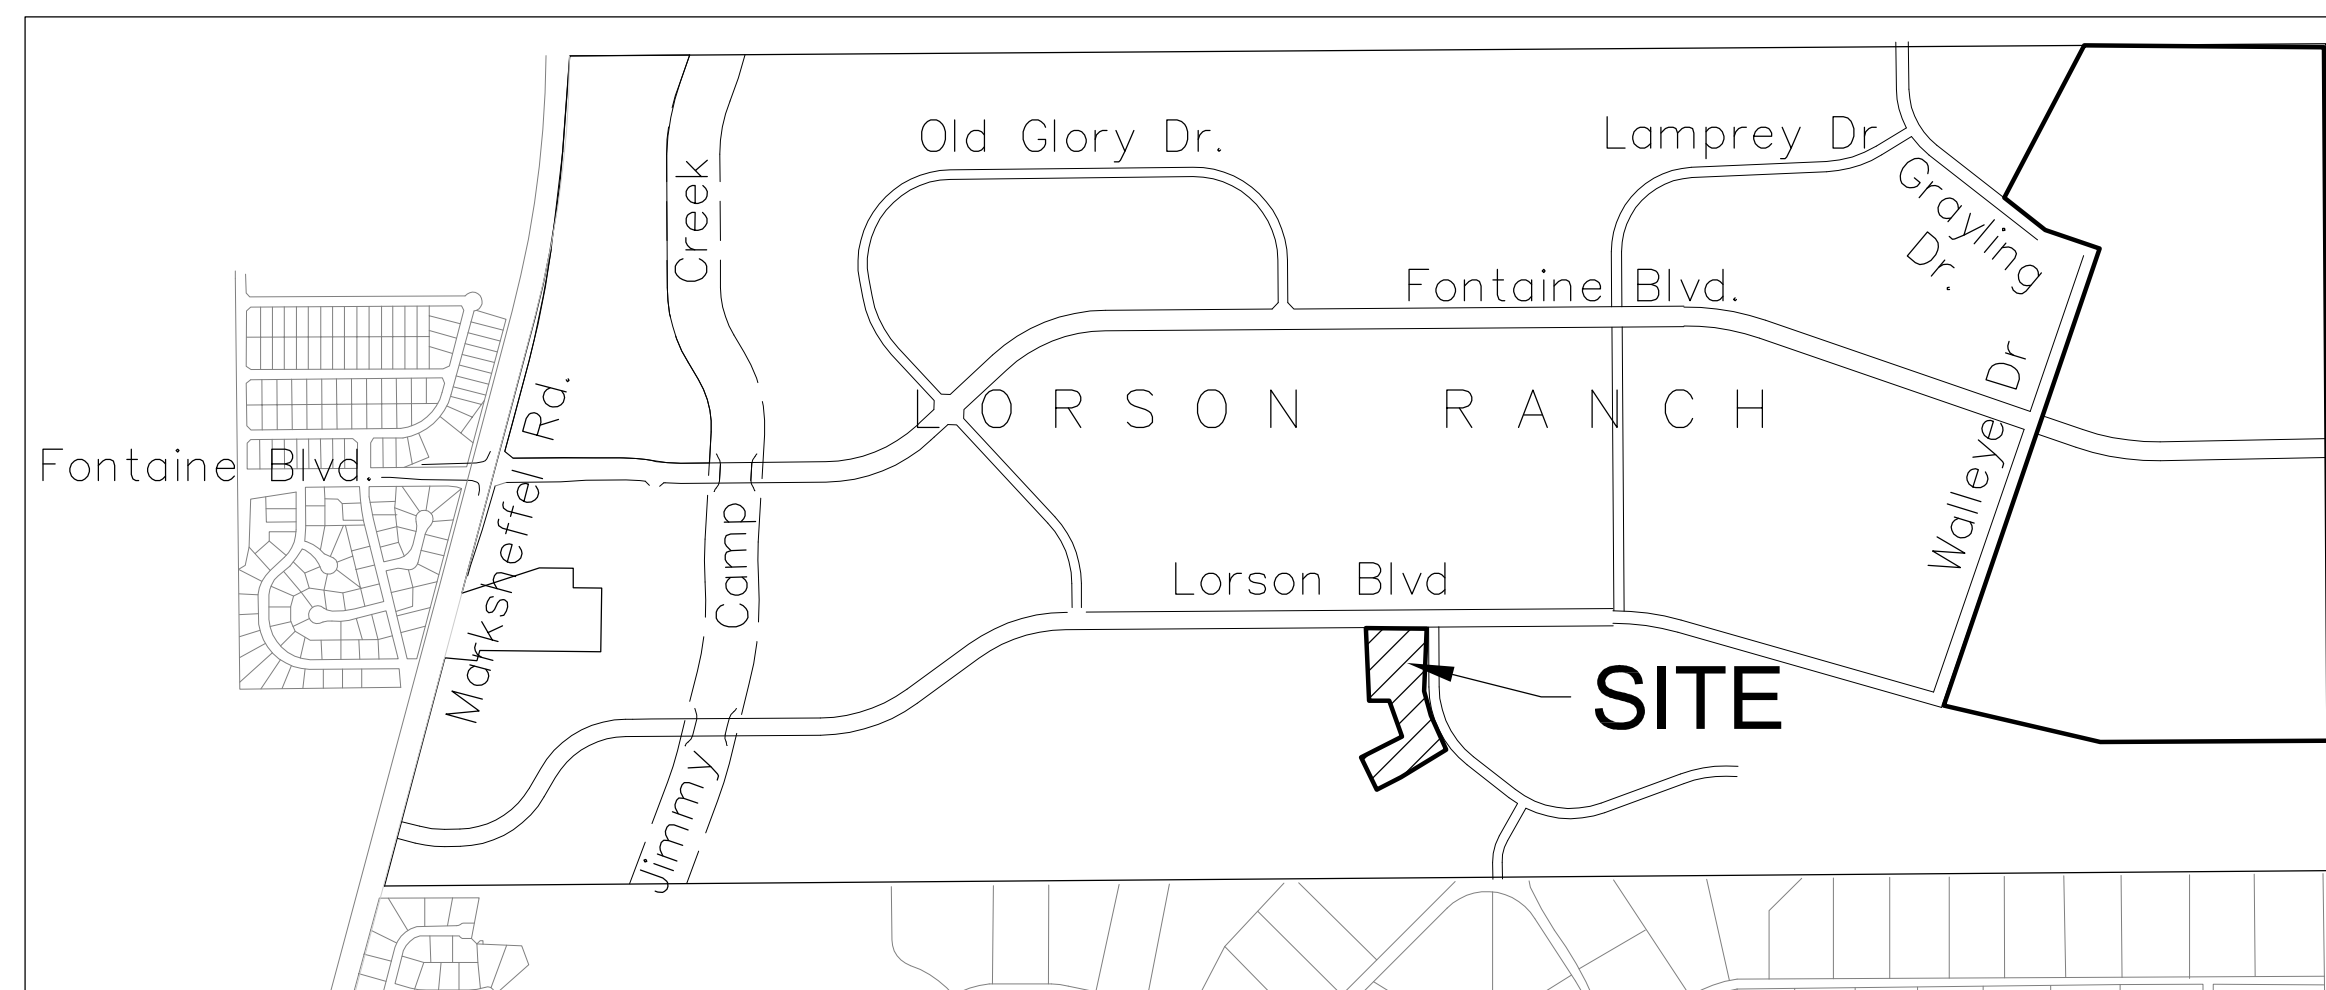 Old Glory Dr.
Lamprey Dr
Creek
Grayling
Dr.
Fontaine Blvd.
Walleye Dr
LORSON RANCH
Fontaine Blvd.
Marksheffel Rd.
Camp
Lorson Blvd
SITE
Jimmy